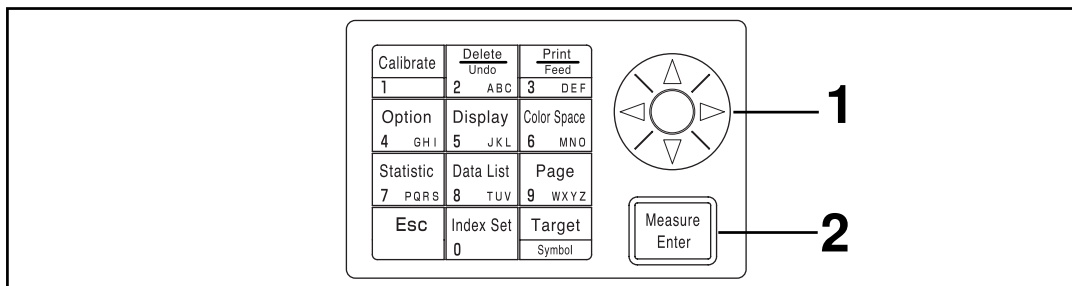 Calibrate Delete Print
Undo Feed
1 2 ABC 3 DEF
Option Display Color Space
4 GHI 5 JKL 6 MNO
Statistic Data List Page
7 PQRS 8 TUV 9 WXYZ
Esc Index Set Target
0 Symbol
Measure
Enter
1
2